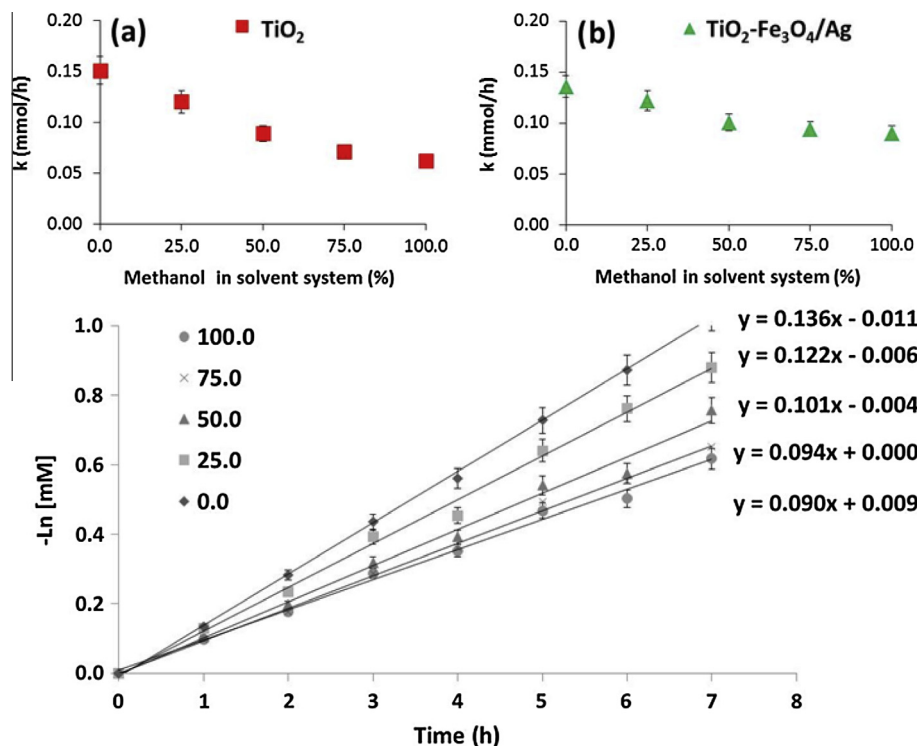 (a)
TiO2
k (mmol/h)
0.20
0.15
0.10
0.05
0.00
0.0 25.0 50.0 75.0 100.0
Methanol in solvent system (%)
(b)
TiO2-Fe3O4/Ag
k (mmol/h)
0.20
0.15
0.10
0.05
0.00
0.0 25.0 50.0 75.0 100.0
Methanol in solvent system (%)
-Ln [mM]
1.0
0.8
0.6
0.4
0.2
0.0
100.0
75.0
50.0
25.0
0.0
y = 0.136x - 0.011
y = 0.122x - 0.006
y = 0.101x - 0.004
y = 0.094x + 0.000
y = 0.090x + 0.009
0 1 2 3 4 5 6 7 8
Time (h)